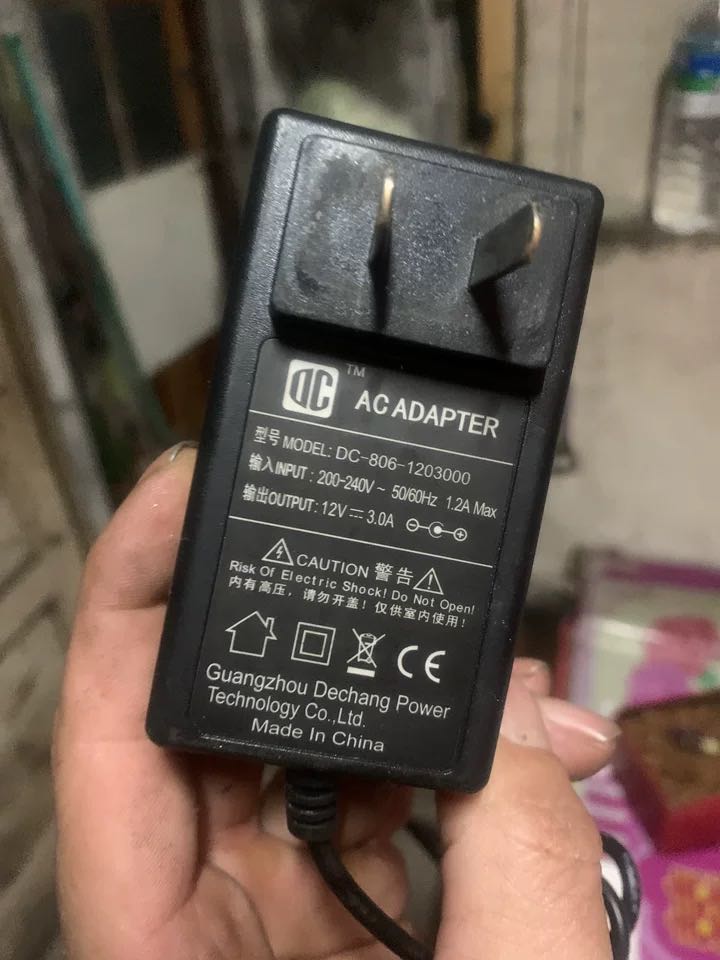 DC™ AC ADAPTER
型号 MODEL: DC-806-1203000
输入INPUT: 200-240V~ 50/60Hz 1.2A Max
输出OUTPUT: 12V⎓3.0A ⊖-●-⊕
⚠CAUTION 警告⚠
Risk Of Electric Shock! Do Not Open!
内有高压，请勿开盖！仅供室内使用！
CE
Guangzhou Dechang Power
Technology Co.,Ltd.
Made In China